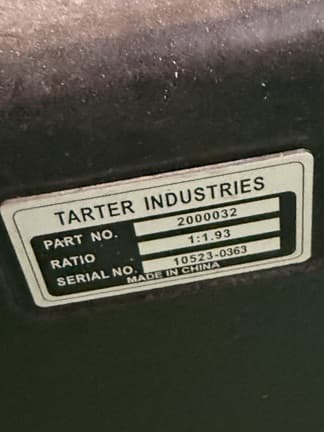 TARTER INDUSTRIES
PART NO. 2000032
RATIO 1:1.93
SERIAL NO. 10523-0363
MADE IN CHINA